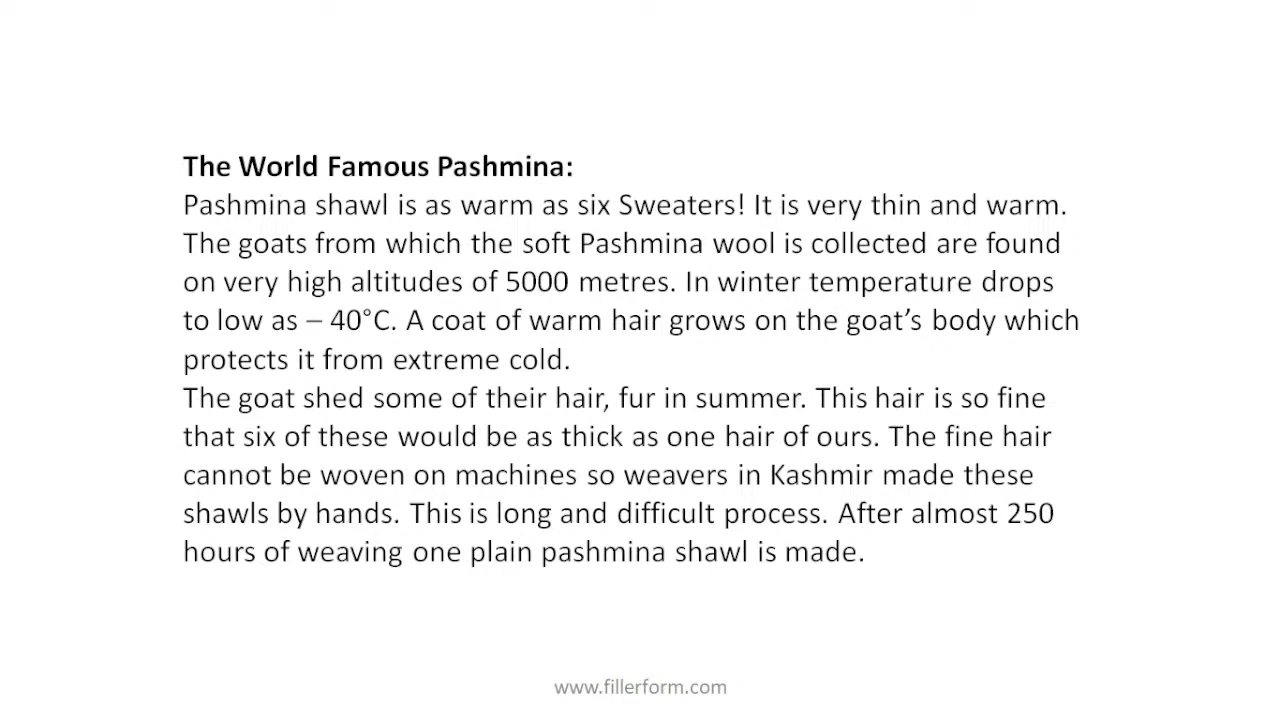 The World Famous Pashmina:
Pashmina shawl is as warm as six Sweaters! It is very thin and warm.
The goats from which the soft Pashmina wool is collected are found
on very high altitudes of 5000 metres. In winter temperature drops
to low as – 40°C. A coat of warm hair grows on the goat’s body which
protects it from extreme cold.
The goat shed some of their hair, fur in summer. This hair is so fine
that six of these would be as thick as one hair of ours. The fine hair
cannot be woven on machines so weavers in Kashmir made these
shawls by hands. This is long and difficult process. After almost 250
hours of weaving one plain pashmina shawl is made.
www.fillerform.com